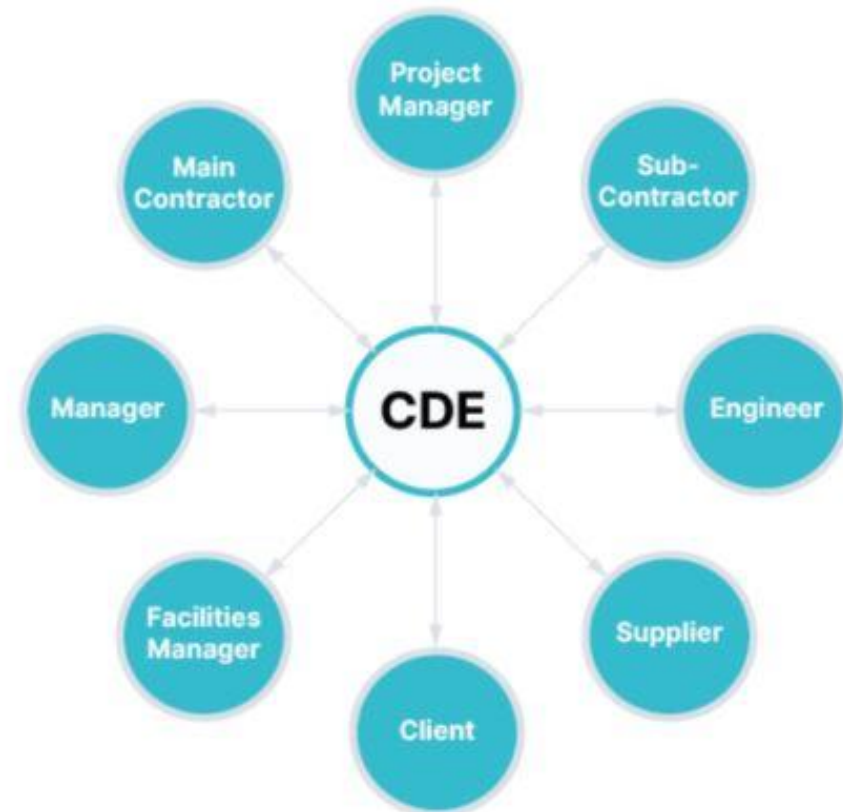 Project
Manager
Main
Contractor
Sub-
Contractor
Manager
CDE
Engineer
Facilities
Manager
Supplier
Client